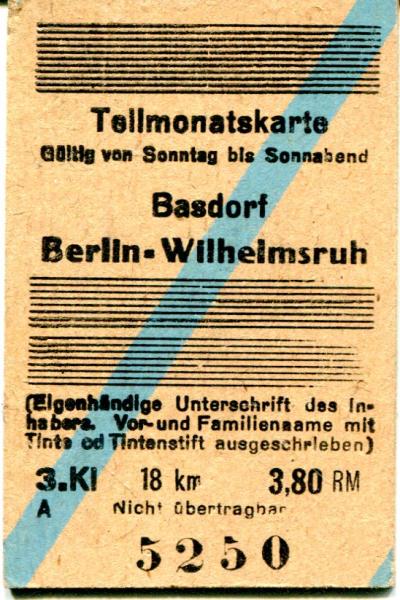 Teilmonatskarte
Gültig von Sonntag bis Sonnabend
Basdorf
Berlin-Wilhelmsruh
(Eigenhändige Unterschrift des In-
habers. Vor- und Familienname mit
Tinte od Tintenstift ausgeschrieben)
3.Kl 18 km 3,80 RM
A Nicht übertragbar
5250